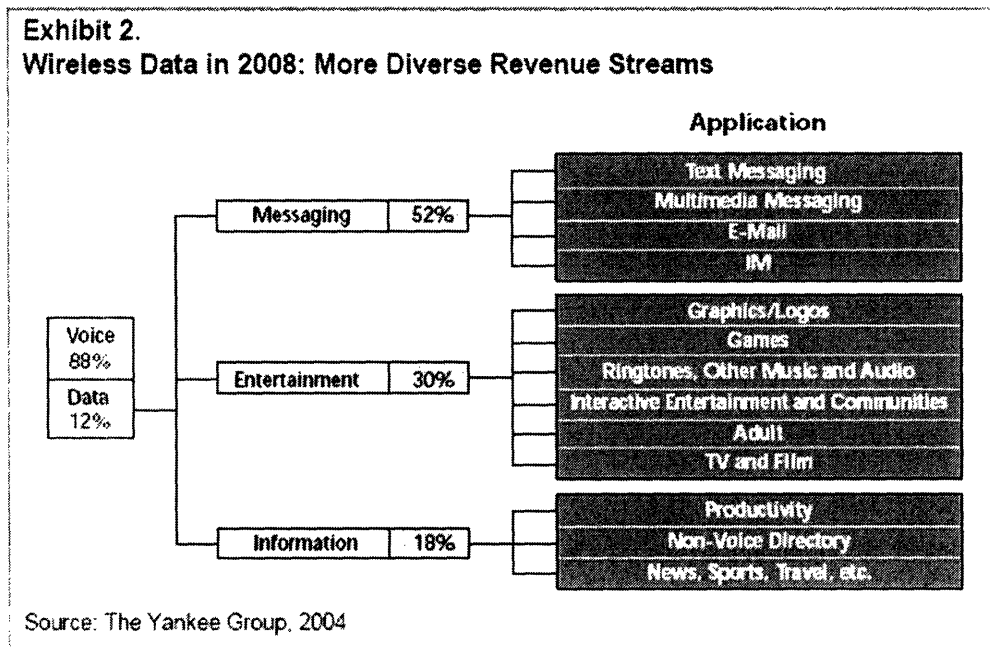 Exhibit 2.
Wireless Data in 2008: More Diverse Revenue Streams
Application
Voice
88%
Data
12%
Messaging 52%
Text Messaging
Multimedia Messaging
E-Mail
IM
Entertainment 30%
Graphics/Logos
Games
Ringtones, Other Music and Audio
Interactive Entertainment and Communities
Adult
TV and Film
Information 18%
Productivity
Non-Voice Directory
News, Sports, Travel, etc.
Source: The Yankee Group, 2004